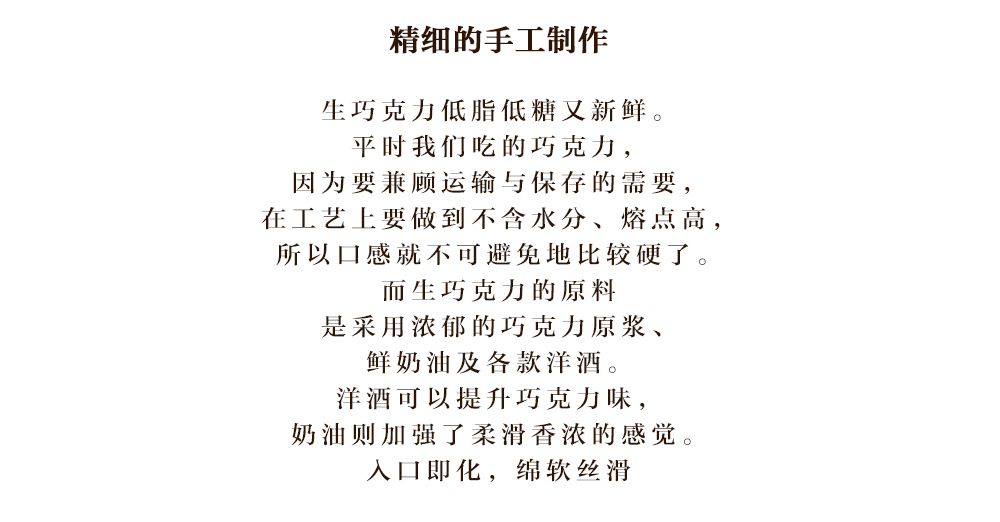 精细的手工制作
生巧克力低脂低糖又新鲜。
平时我们吃的巧克力，
因为要兼顾运输与保存的需要，
在工艺上要做到不含水分、熔点高，
所以口感就不可避免地比较硬了。
而生巧克力的原料
是采用浓郁的巧克力原浆、
鲜奶油及各款洋酒。
洋酒可以提升巧克力味，
奶油则加强了柔滑香浓的感觉。
入口即化，绵软丝滑